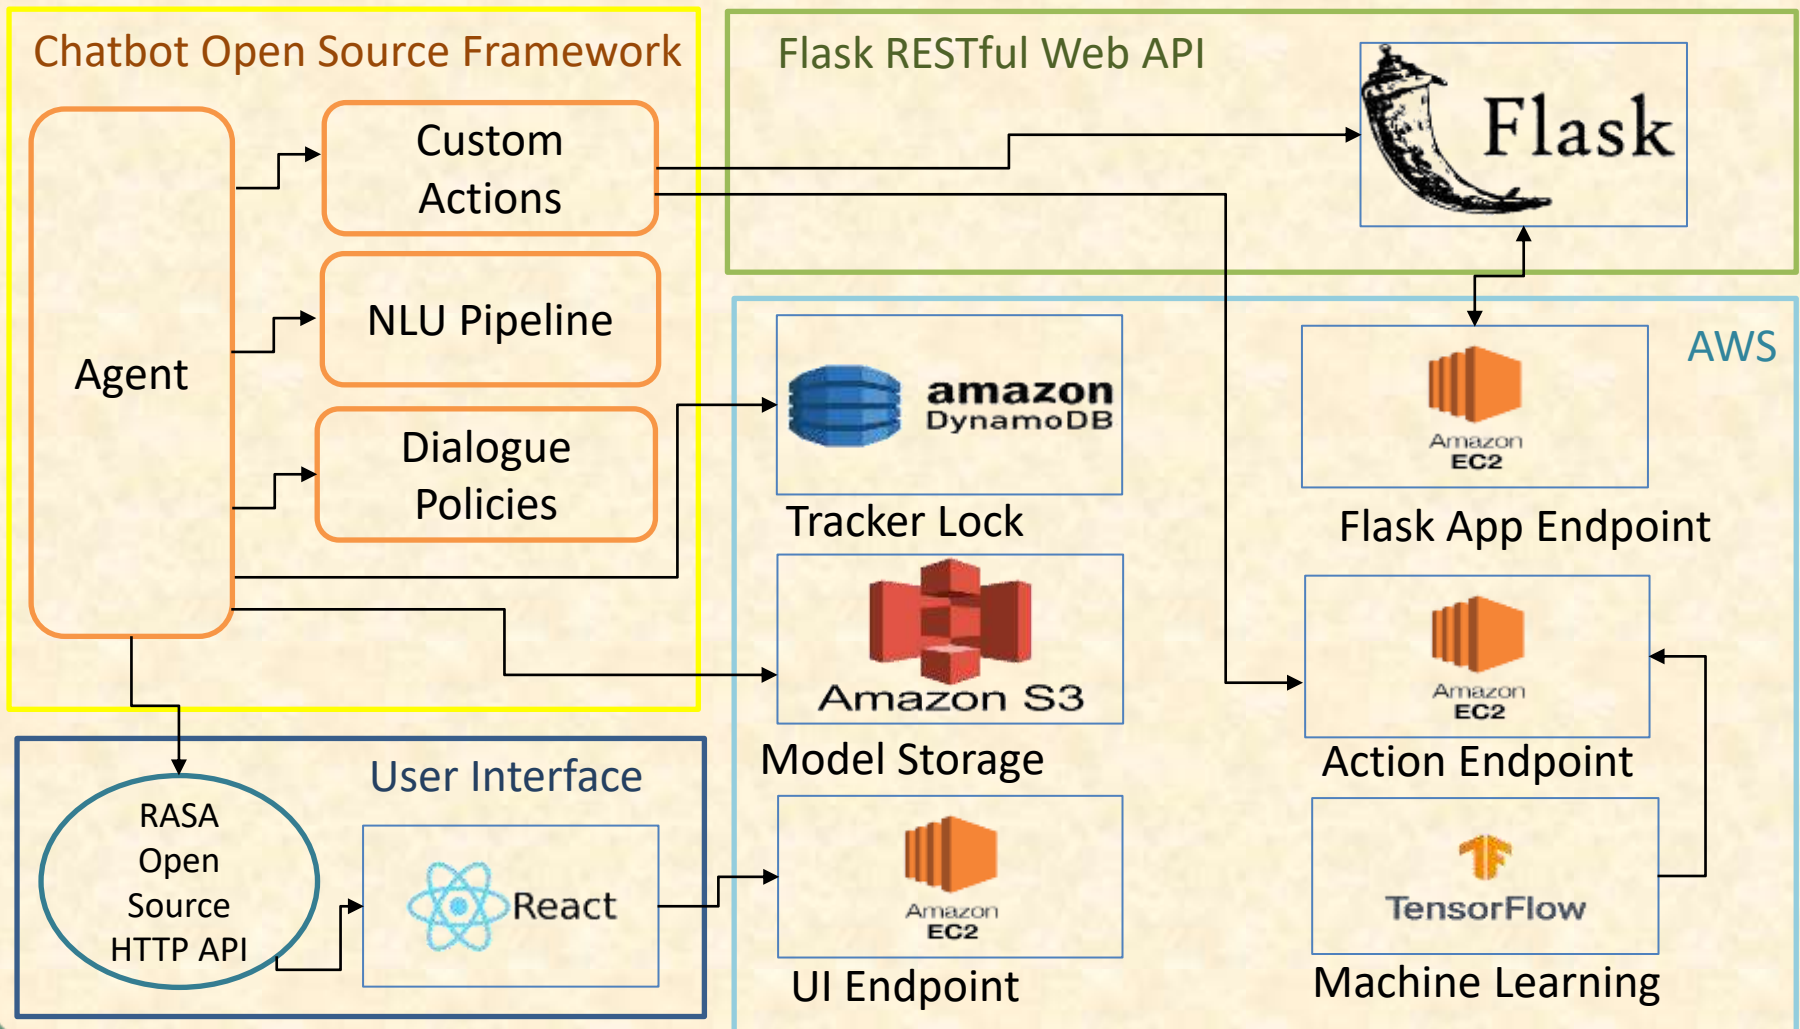 Chatbot Open Source Framework
Agent
Custom
Actions
NLU Pipeline
Dialogue
Policies
Flask RESTful Web API
Flask
AWS
amazon
DynamoDB
Tracker Lock
Amazon
EC2
Flask App Endpoint
Amazon S3
Model Storage
Amazon
EC2
Action Endpoint
User Interface
RASA
Open
Source
HTTP API
React
Amazon
EC2
UI Endpoint
TensorFlow
Machine Learning